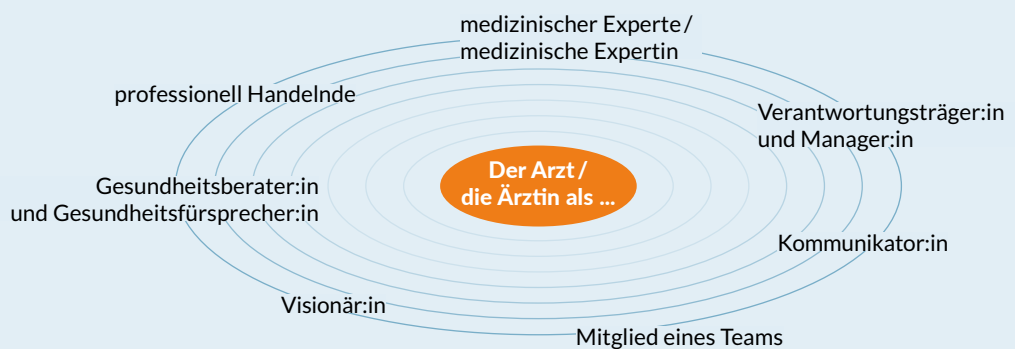 medizinischer Experte /
medizinische Expertin
professionell Handelnde
Verantwortungsträger:in
und Manager:in
Der Arzt /
die Ärztin als ...
Gesundheitsberater:in
und Gesundheitsfürsprecher:in
Kommunikator:in
Visionär:in
Mitglied eines Teams